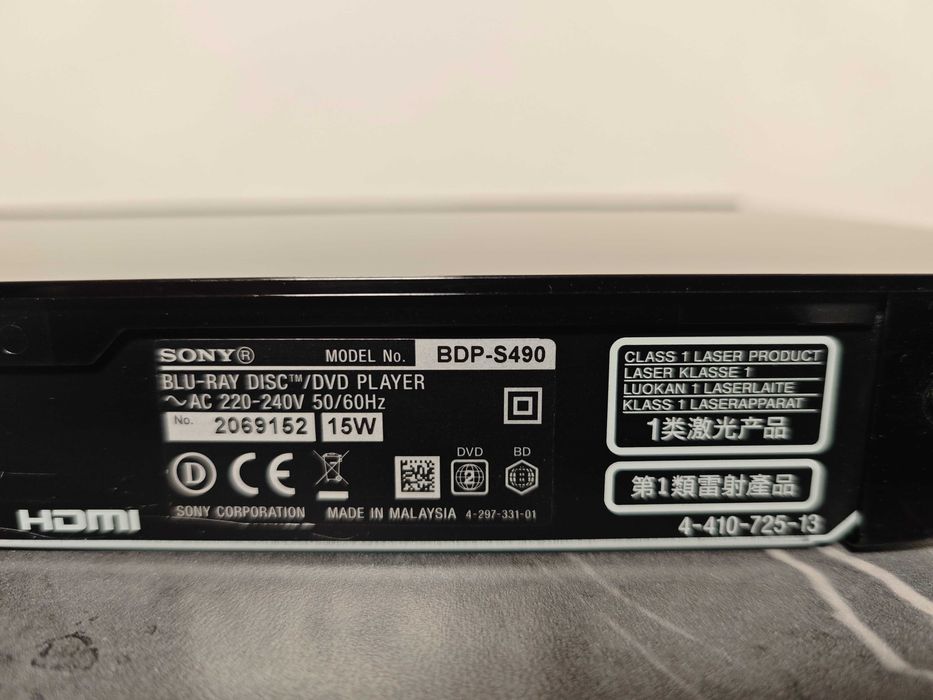 SONY®
MODEL No. BDP-S490
BLU-RAY DISC™/DVD PLAYER
～AC 220-240V 50/60Hz
No. 2069152 15W
DVD
2
BD
SONY CORPORATION
MADE IN MALAYSIA 4-297-331-01
HDMI
CLASS 1 LASER PRODUCT
LASER KLASSE 1
LUOKAN 1 LASERLAITE
KLASS 1 LASERAPPARAT
1类激光产品
第1類雷射產品
4-410-725-13